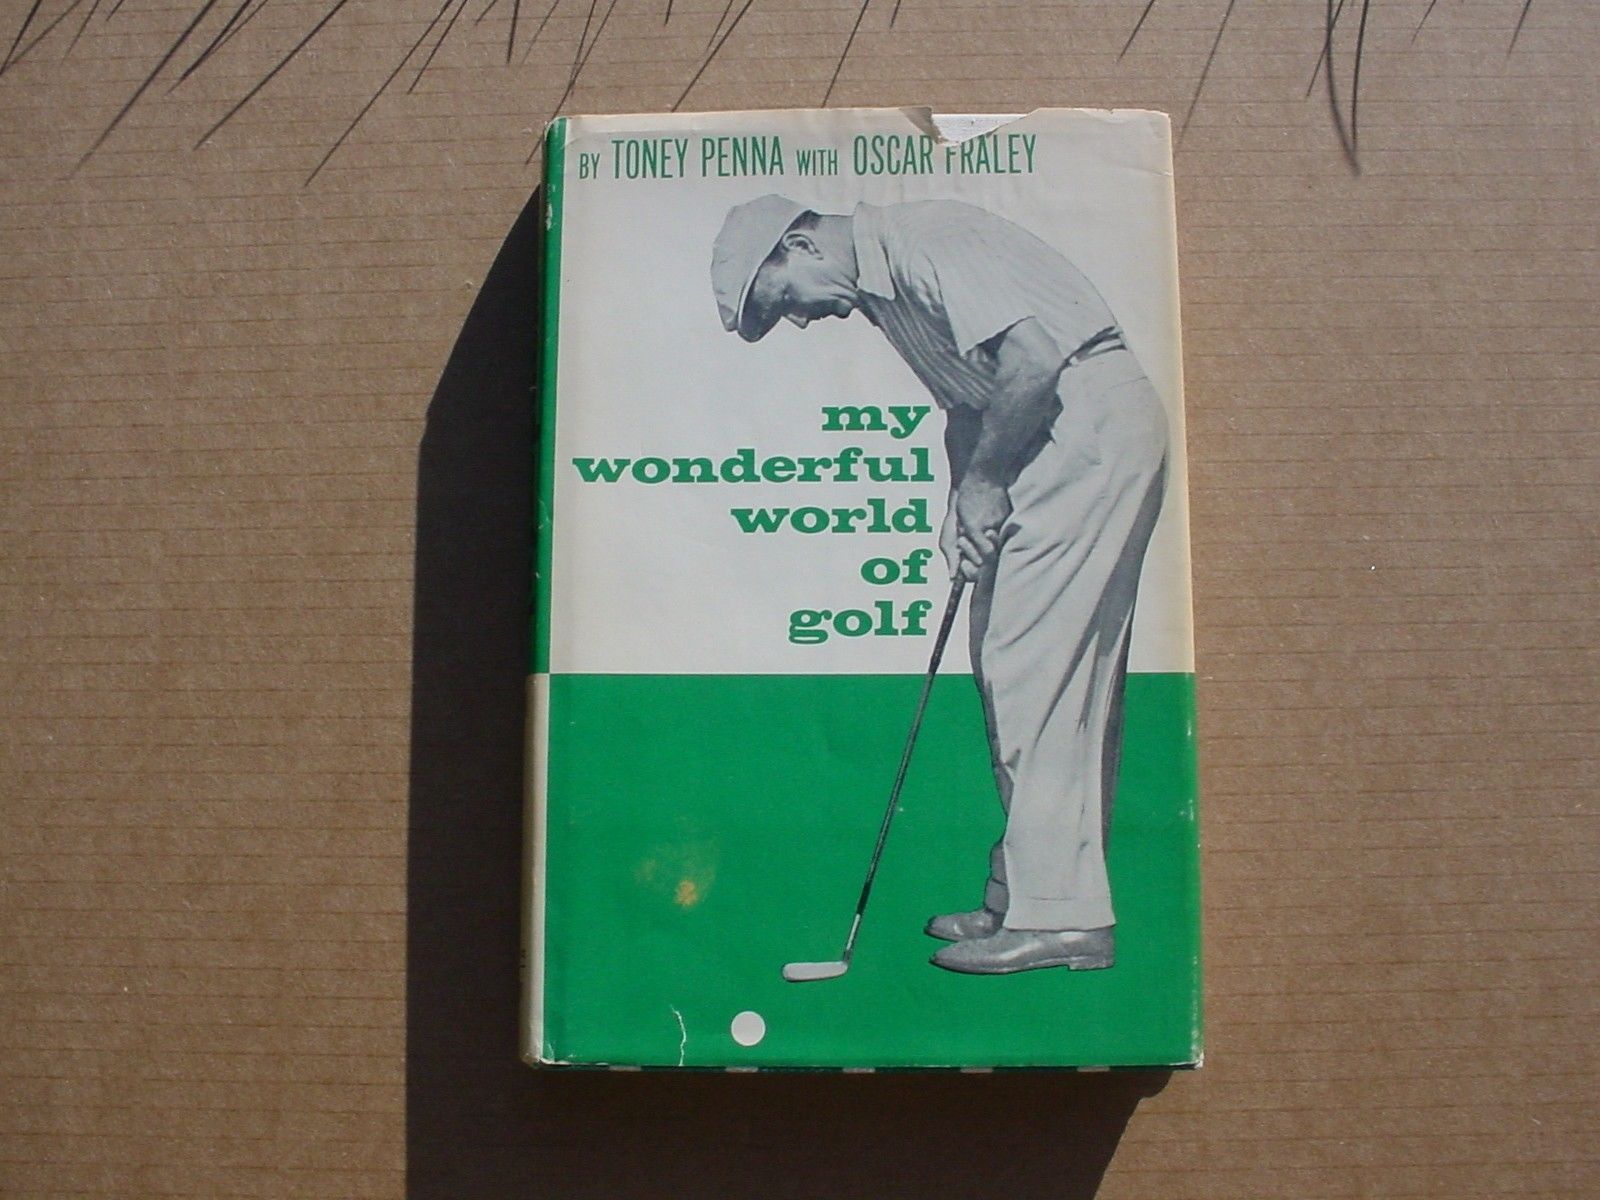 BY TONEY PENNA WITH OSCAR FRALEY
my
wonderful
world
of
golf